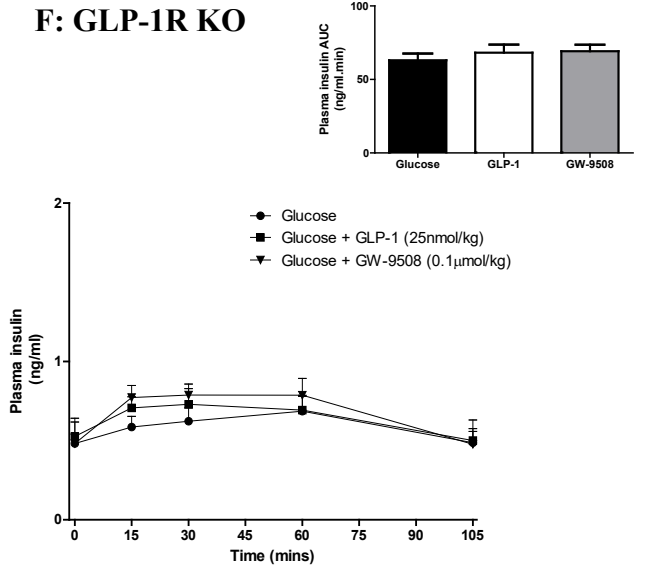 F: GLP-1R KO
Plasma insulin AUC
(ng/ml.min)
100
50
0
Glucose
GLP-1
GW-9508
Glucose
Glucose + GLP-1 (25nmol/kg)
Glucose + GW-9508 (0.1μmol/kg)
Plasma insulin
(ng/ml)
2
1
0
0 15 30 45 60 75 90 105
Time (mins)